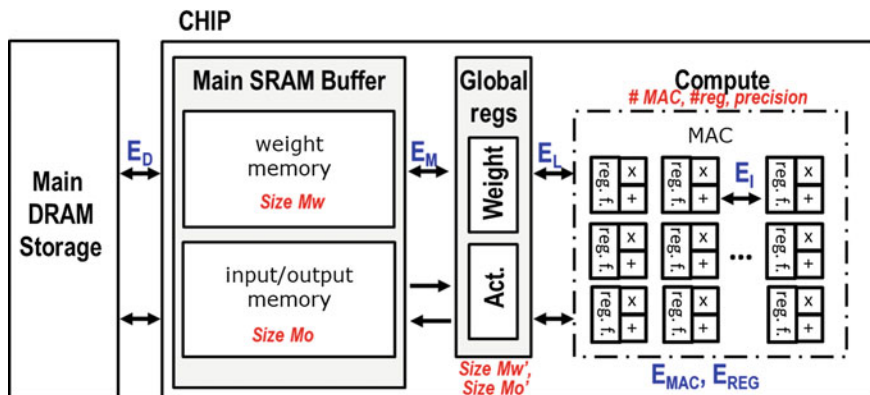 CHIP
Main
DRAM
Storage
E_D
Main SRAM Buffer
weight
memory
Size Mw
input/output
memory
Size Mo
E_M
Global
regs
Weight
Act.
Size Mw',
Size Mo'
E_L
Compute
# MAC, #reg, precision
MAC
reg. f. x +
reg. f. x +
E_I
reg. f. x +
reg. f. x +
reg. f. x +
...
reg. f. x +
reg. f. x +
reg. f. x +
reg. f. x +
E_MAC, E_REG